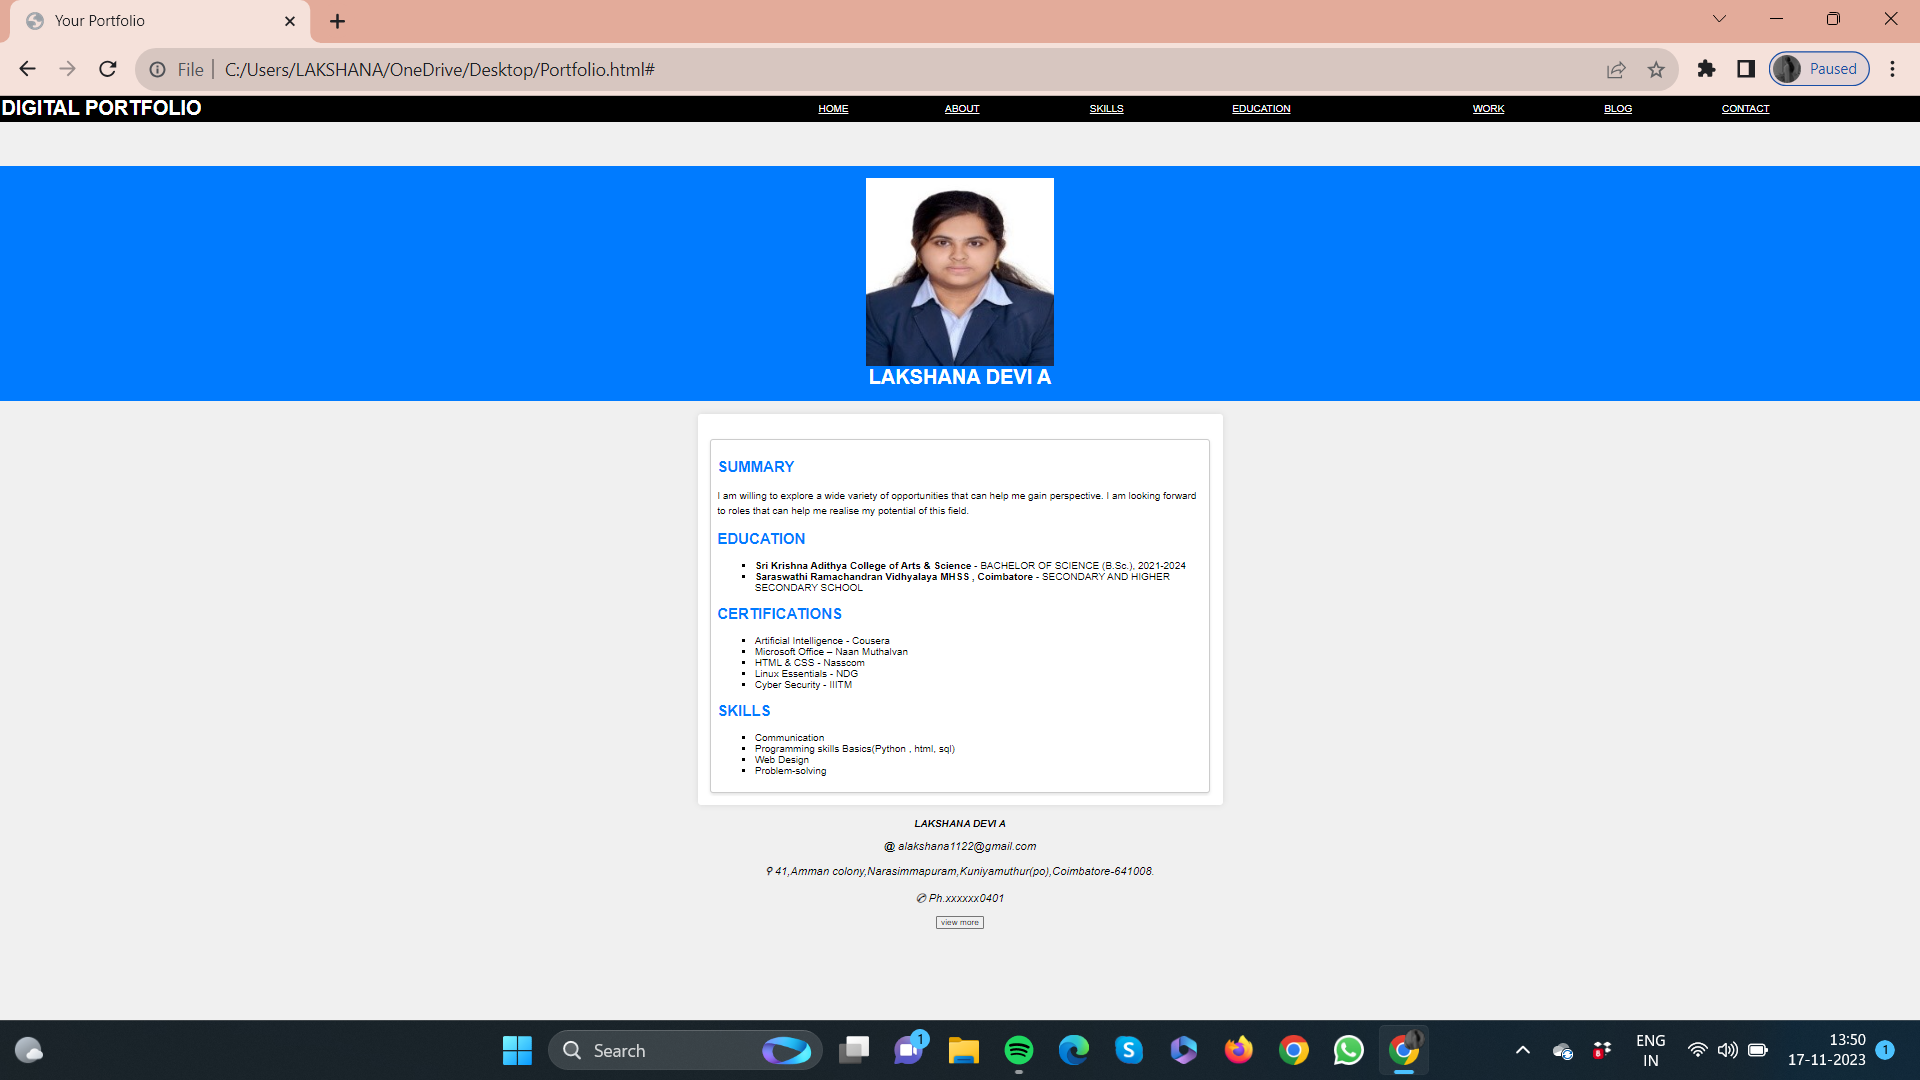 Your Portfolio
File | C:/Users/LAKSHANA/OneDrive/Desktop/Portfolio.html#
Paused
DIGITAL PORTFOLIO HOME ABOUT SKILLS EDUCATION WORK BLOG CONTACT
LAKSHANA DEVI A
SUMMARY
I am willing to explore a wide variety of opportunities that can help me gain perspective. I am looking forward
to roles that can help me realise my potential of this field.
EDUCATION
▪ Sri Krishna Adithya College of Arts & Science - BACHELOR OF SCIENCE (B.Sc.), 2021-2024
▪ Saraswathi Ramachandran Vidhyalaya MHSS , Coimbatore - SECONDARY AND HIGHER
SECONDARY SCHOOL
CERTIFICATIONS
▪ Artificial Intelligence - Cousera
▪ Microsoft Office – Naan Muthalvan
▪ HTML & CSS - Nasscom
▪ Linux Essentials - NDG
▪ Cyber Security - IIITM
SKILLS
▪ Communication
▪ Programming skills Basics(Python , html, sql)
▪ Web Design
▪ Problem-solving
LAKSHANA DEVI A
@ alakshana1122@gmail.com
⚲ 41,Amman colony,Narasimmapuram,Kuniyamuthur(po),Coimbatore-641008.
✆ Ph.xxxxxx0401
view more
Search
1
8
ENG
IN
13:50
17-11-2023
1